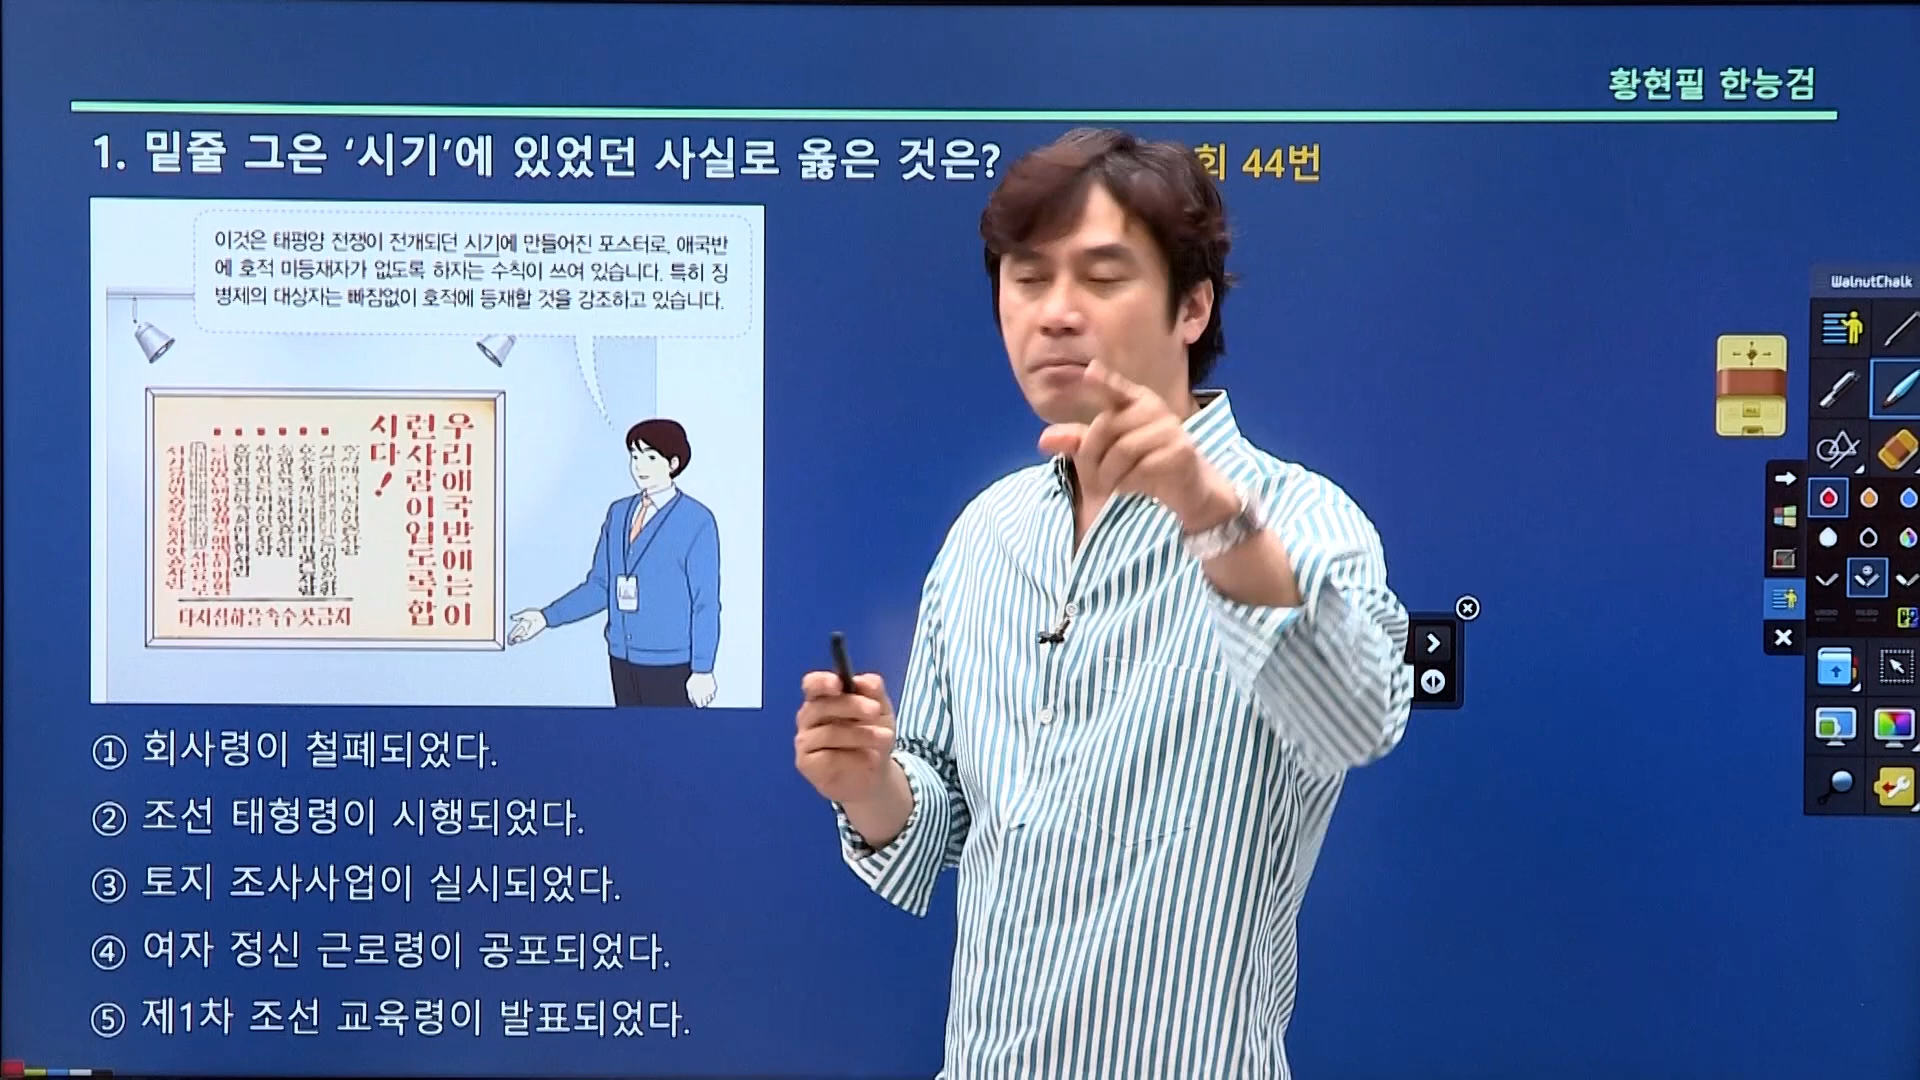 황현필 한능검
1. 밑줄 그은 ‘시기’에 있었던 사실로 옳은 것은?
회 44번
이것은 태평양 전쟁이 전개되던 시기에 만들어진 포스터로, 애국반
에 호적 미등재자가 없도록 하자는 수칙이 쓰여 있습니다. 특히 징
병제의 대상자는 빠짐없이 호적에 등재할 것을 강조하고 있습니다.
우리애국반에는이
런사람이업도록합
시다!
① 회사령이 철폐되었다.
② 조선 태형령이 시행되었다.
③ 토지 조사사업이 실시되었다.
④ 여자 정신 근로령이 공포되었다.
⑤ 제1차 조선 교육령이 발표되었다.
WalnutChalk